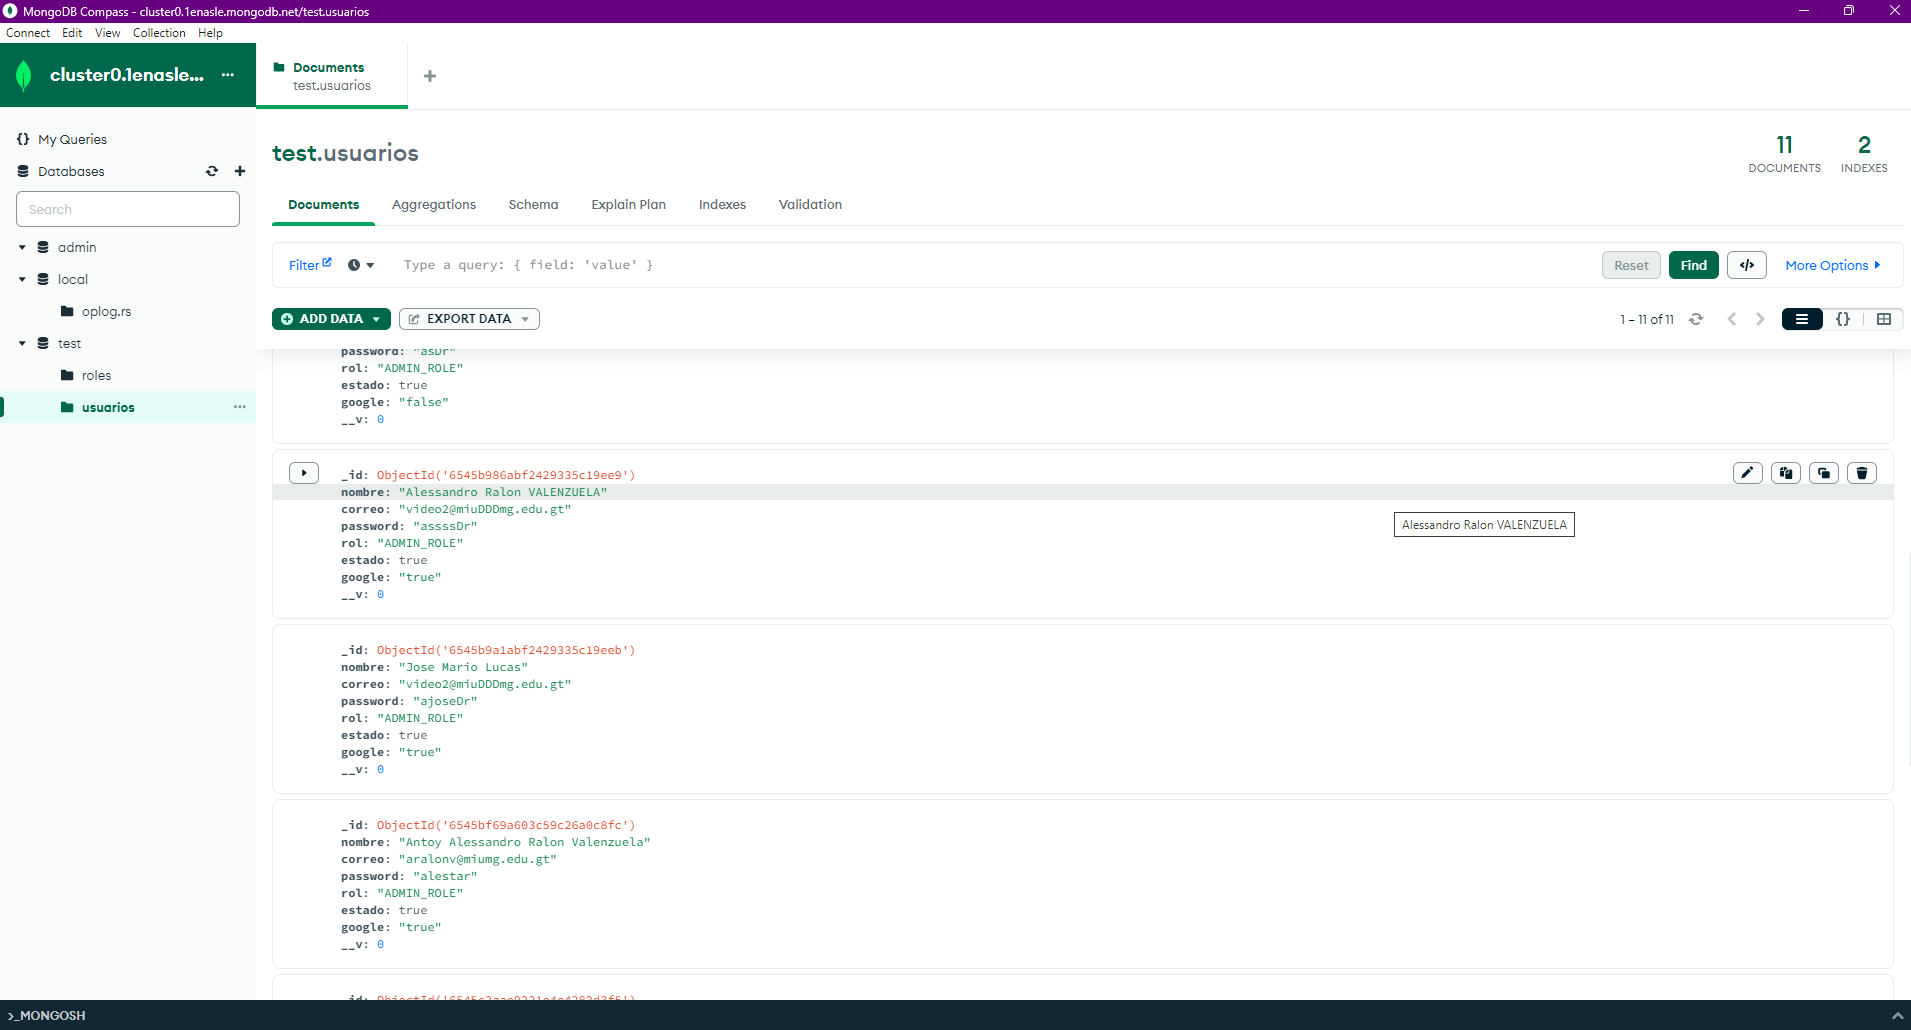 MongoDB Compass - cluster0.1enasle.mongodb.net/test.usuarios
Connect Edit View Collection Help
cluster0.1enasle... ...
Documents
test.usuarios
{} My Queries
Databases
Search
admin
local
oplog.rs
test
roles
usuarios ...
test.usuarios
11
DOCUMENTS
2
INDEXES
Documents Aggregations Schema Explain Plan Indexes Validation
Filter Type a query: { field: 'value' } Reset Find </> More Options
ADD DATA EXPORT DATA 1 – 11 of 11 {}
password: "asDr"
rol: "ADMIN_ROLE"
estado: true
google: "false"
__v: 0
_id: ObjectId('6545b986abf2429335c19ee9')
nombre: "Alessandro Ralon VALENZUELA"
correo: "video2@miuDDDmg.edu.gt"
password: "assssDr"
rol: "ADMIN_ROLE"
estado: true
google: "true"
__v: 0
Alessandro Ralon VALENZUELA
_id: ObjectId('6545b9a1abf2429335c19eeb')
nombre: "Jose Mario Lucas"
correo: "video2@miuDDDmg.edu.gt"
password: "ajoseDr"
rol: "ADMIN_ROLE"
estado: true
google: "true"
__v: 0
_id: ObjectId('6545bf69a603c59c26a0c8fc')
nombre: "Antoy Alessandro Ralon Valenzuela"
correo: "aralonv@miumg.edu.gt"
password: "alestar"
rol: "ADMIN_ROLE"
estado: true
google: "true"
__v: 0
>_MONGOSH